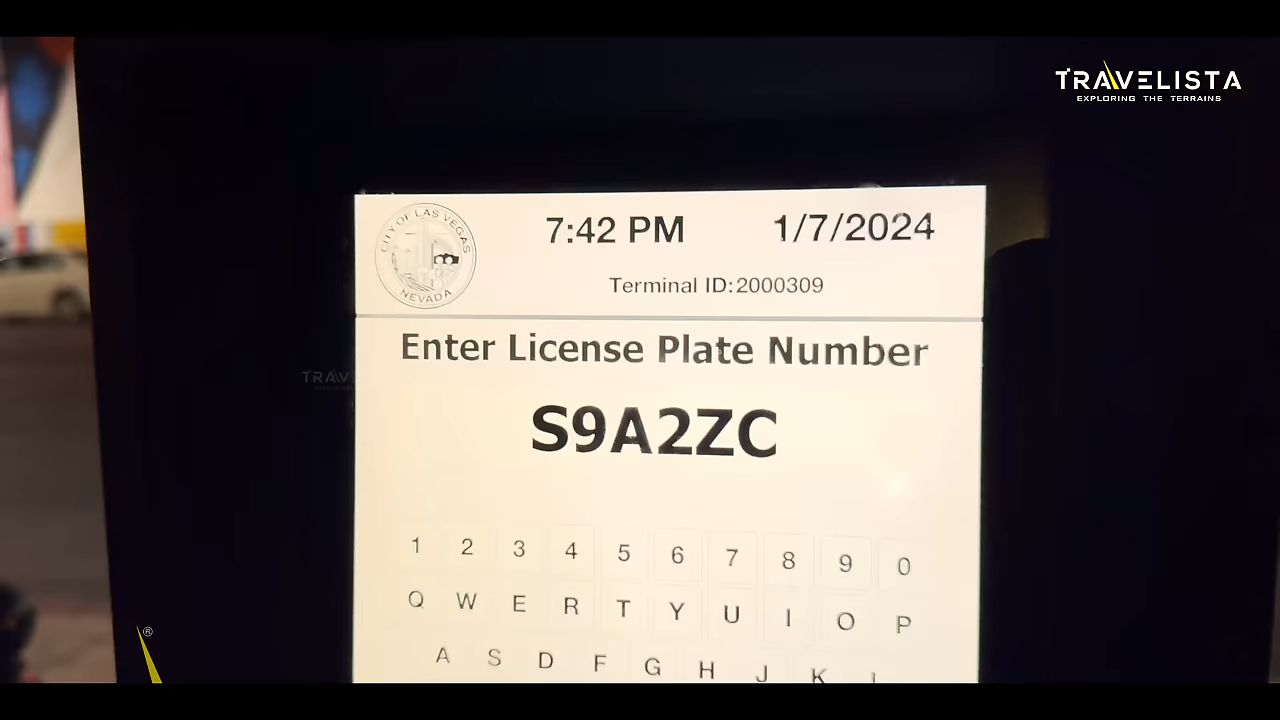 TRAVELISTA
EXPLORING THE TERRAINS
CITY OF LAS VEGAS
NEVADA
7:42 PM 1/7/2024
Terminal ID:2000309
Enter License Plate Number
TRAV
S9A2ZC
1 2 3 4 5 6 7 8 9 0
Q W E R T Y U I O P
A S D F G H J K
®